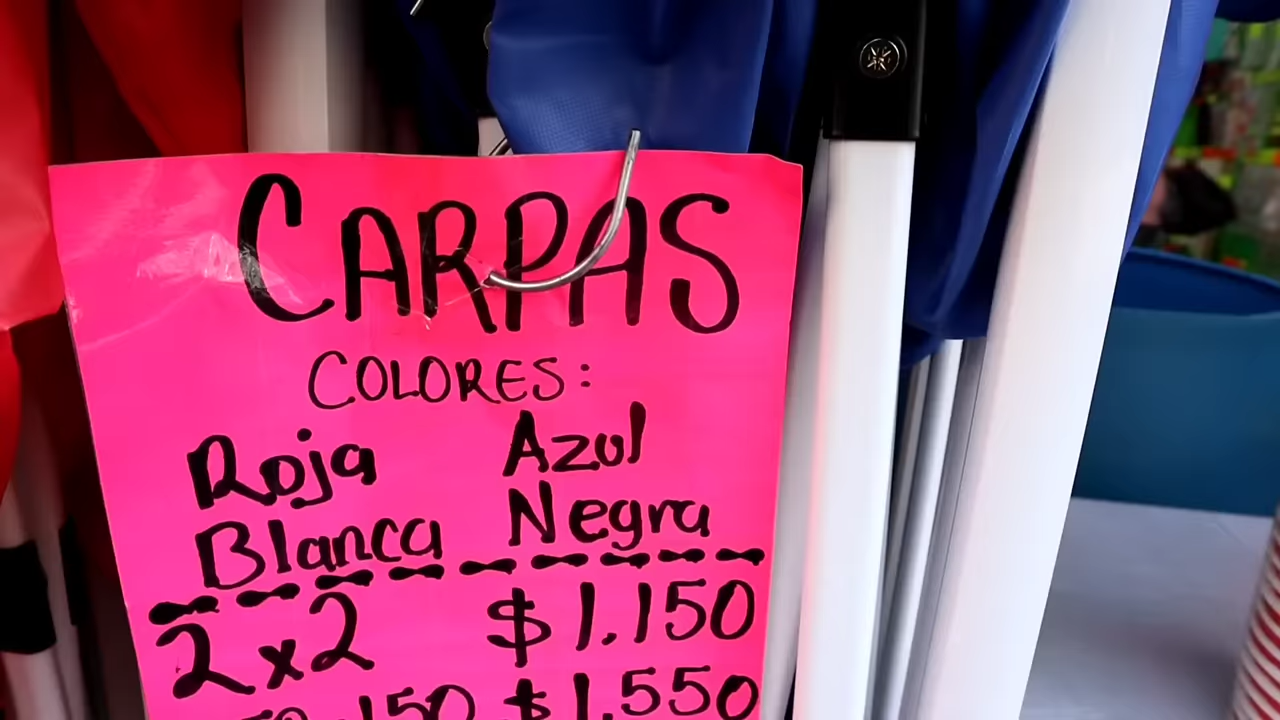 CARPAS
COLORES:
Roja Azul
Blanca Negra
2x2 $1.150
$1.550